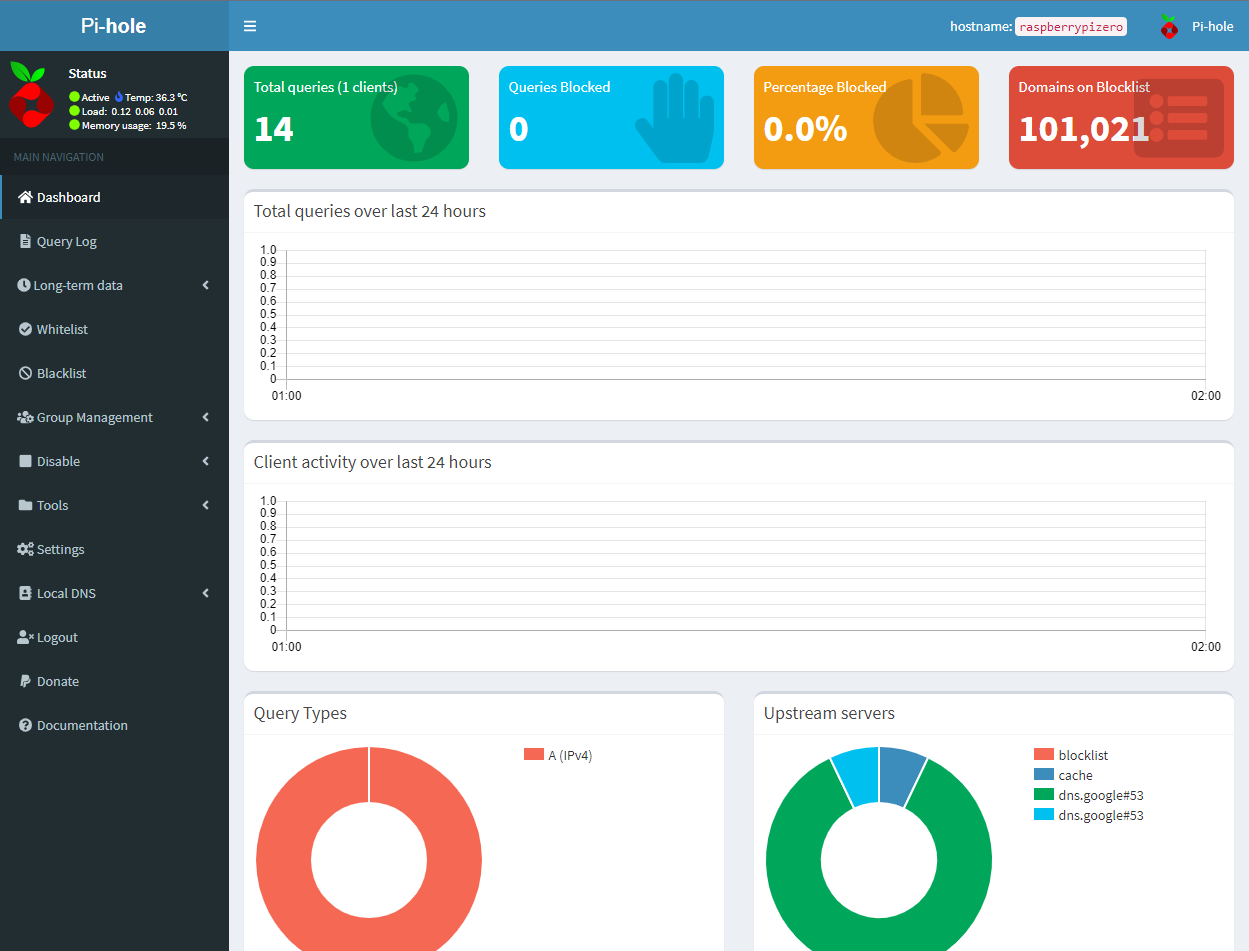 Pi-hole
hostname: raspberrypizero
Pi-hole
Status
Active Temp: 36.3 °C
Load: 0.12 0.06 0.01
Memory usage: 19.5 %
MAIN NAVIGATION
Dashboard
Query Log
Long-term data
Whitelist
Blacklist
Group Management
Disable
Tools
Settings
Local DNS
Logout
Donate
Documentation
Total queries (1 clients)
14
Queries Blocked
0
Percentage Blocked
0.0%
Domains on Blocklist
101,021
Total queries over last 24 hours
1.0
0.9
0.8
0.7
0.6
0.5
0.4
0.3
0.2
0.1
0
01:00 02:00
Client activity over last 24 hours
1.0
0.9
0.8
0.7
0.6
0.5
0.4
0.3
0.2
0.1
0
01:00 02:00
Query Types
A (IPv4)
Upstream servers
blocklist
cache
dns.google#53
dns.google#53